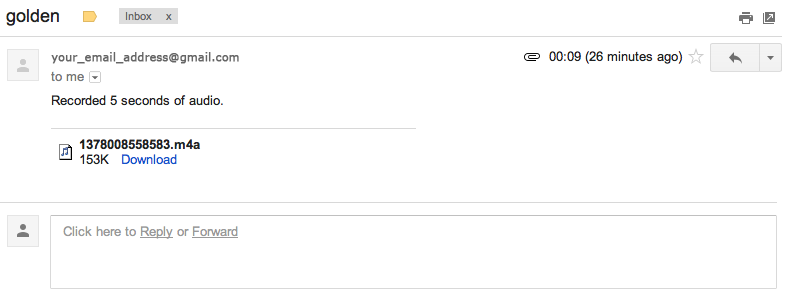 golden Inbox x
your_email_address@gmail.com 00:09 (26 minutes ago)
to me
Recorded 5 seconds of audio.
1378008558583.m4a
153K Download
Click here to Reply or Forward